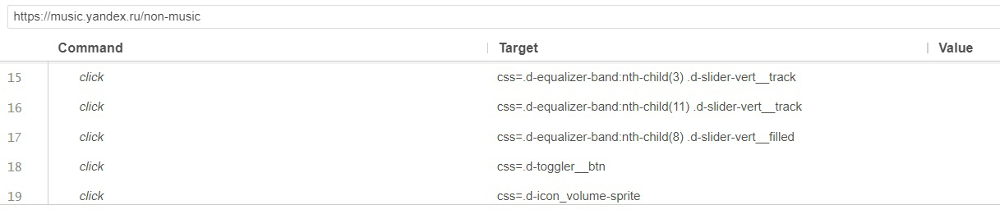 https://music.yandex.ru/non-music
Command Target Value
15 click css=.d-equalizer-band:nth-child(3) .d-slider-vert__track
16 click css=.d-equalizer-band:nth-child(11) .d-slider-vert__track
17 click css=.d-equalizer-band:nth-child(8) .d-slider-vert__filled
18 click css=.d-toggler__btn
19 click css=.d-icon_volume-sprite